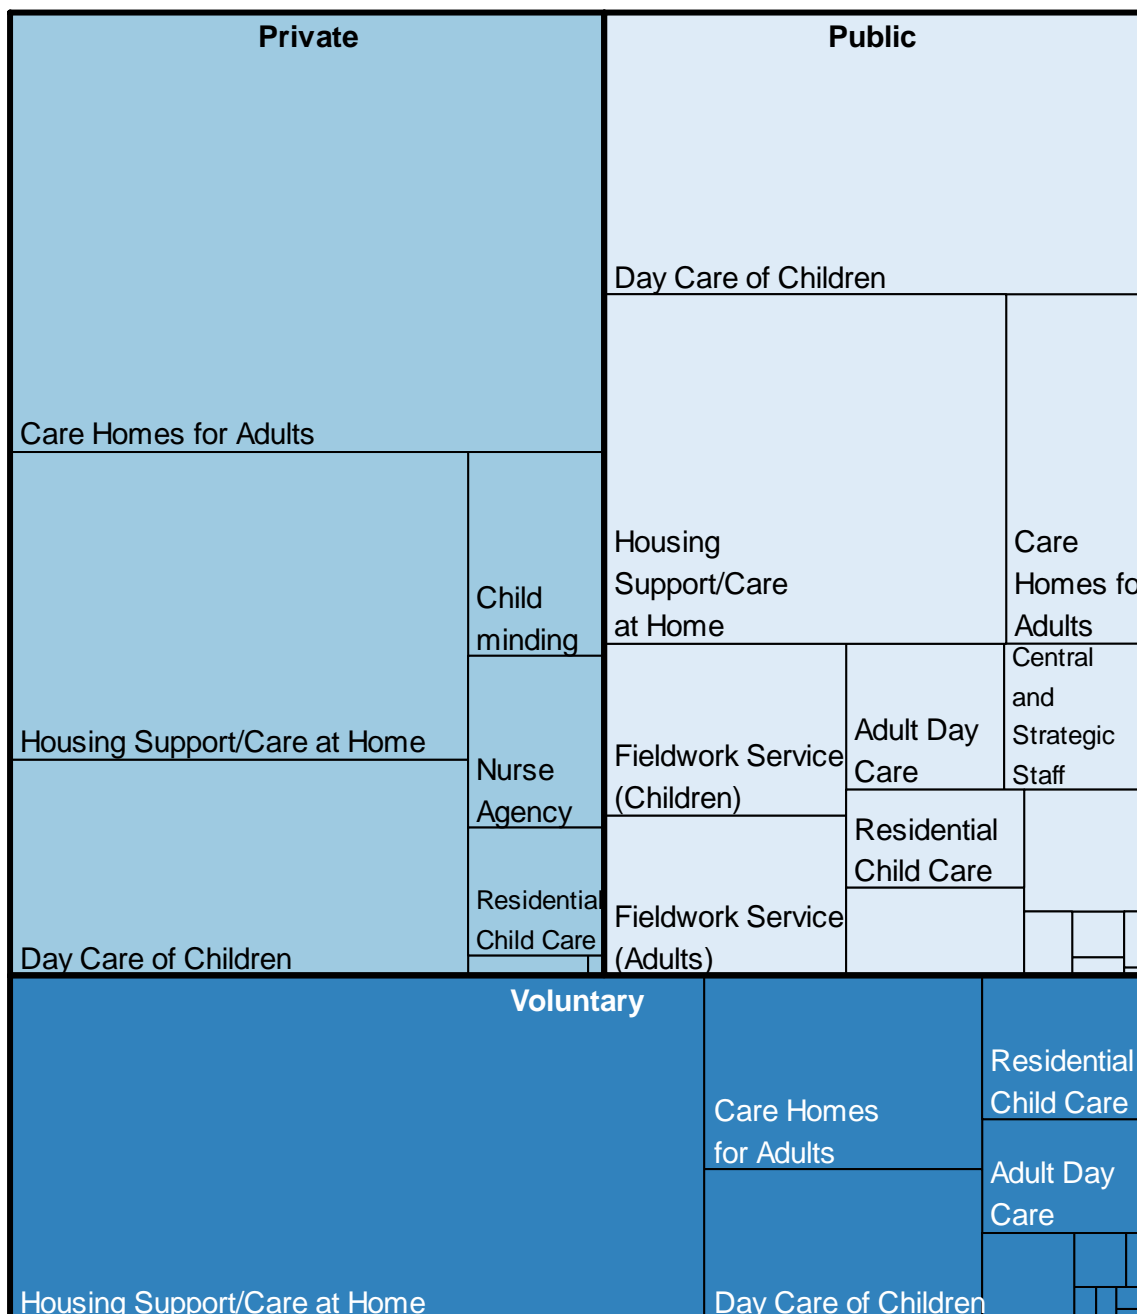 Private
Care Homes for Adults
Housing Support/Care at Home
Child
minding
Nurse
Agency
Residential
Child Care
Day Care of Children
Public
Day Care of Children
Housing
Support/Care
at Home
Care
Homes fo
Adults
Fieldwork Service
(Children)
Adult Day
Care
Central
and
Strategic
Staff
Residential
Child Care
Fieldwork Service
(Adults)
Voluntary
Housing Support/Care at Home
Care Homes
for Adults
Day Care of Children
Residential
Child Care
Adult Day
Care